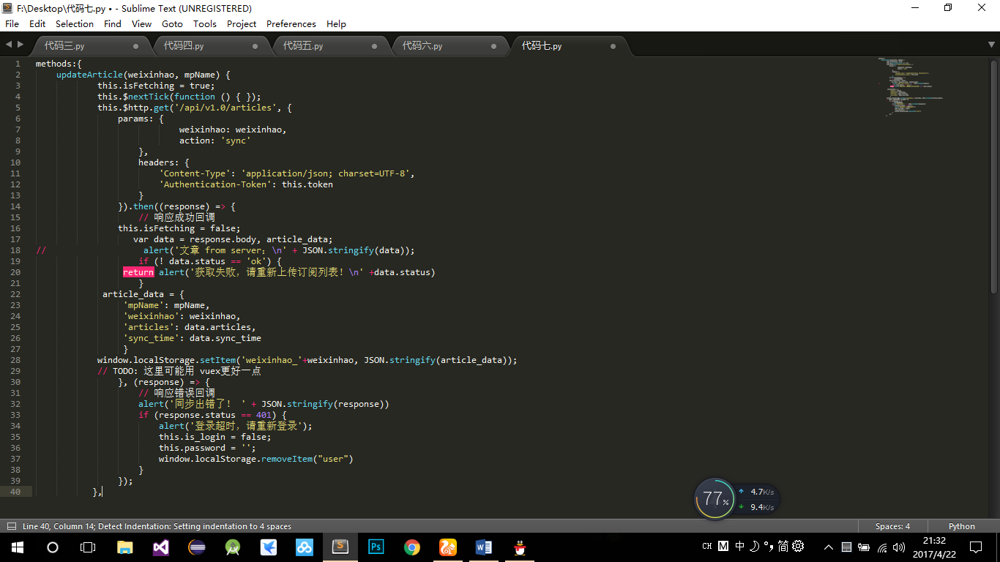 F:\Desktop\代码七.py • - Sublime Text (UNREGISTERED)
File Edit Selection Find View Goto Tools Project Preferences Help
代码三.py 代码四.py 代码五.py 代码六.py 代码七.py
1 methods:{
2 updateArticle(weixinhao, mpName) {
3 this.isFetching = true;
4 this.$nextTick(function () { });
5 this.$http.get('/api/v1.0/articles', {
6 params: {
7 weixinhao: weixinhao,
8 action: 'sync'
9 },
10 headers: {
11 'Content-Type': 'application/json; charset=UTF-8',
12 'Authentication-Token': this.token
13 }
14 }).then((response) => {
15 // 响应成功回调
16 this.isFetching = false;
17 var data = response.body, article_data;
18 // alert('文章 from server：\n' + JSON.stringify(data));
19 if (! data.status == 'ok') {
20 return alert('获取失败，请重新上传订阅列表！\n' +data.status)
21 }
22 article_data = {
23 'mpName': mpName,
24 'weixinhao': weixinhao,
25 'articles': data.articles,
26 'sync_time': data.sync_time
27 }
28 window.localStorage.setItem('weixinhao_'+weixinhao, JSON.stringify(article_data));
29 // TODO: 这里可能用 vuex更好一点
30 }, (response) => {
31 // 响应错误回调
32 alert('同步出错了！ ' + JSON.stringify(response))
33 if (response.status == 401) {
34 alert('登录超时，请重新登录');
35 this.is_login = false;
36 this.password = '';
37 window.localStorage.removeItem("user")
38 }
39 });
40 },
77% 4.7K/s
9.4K/s
Line 40, Column 14; Detect Indentation: Setting indentation to 4 spaces Spaces: 4 Python
CH M 中 简 21:32
2017/4/22